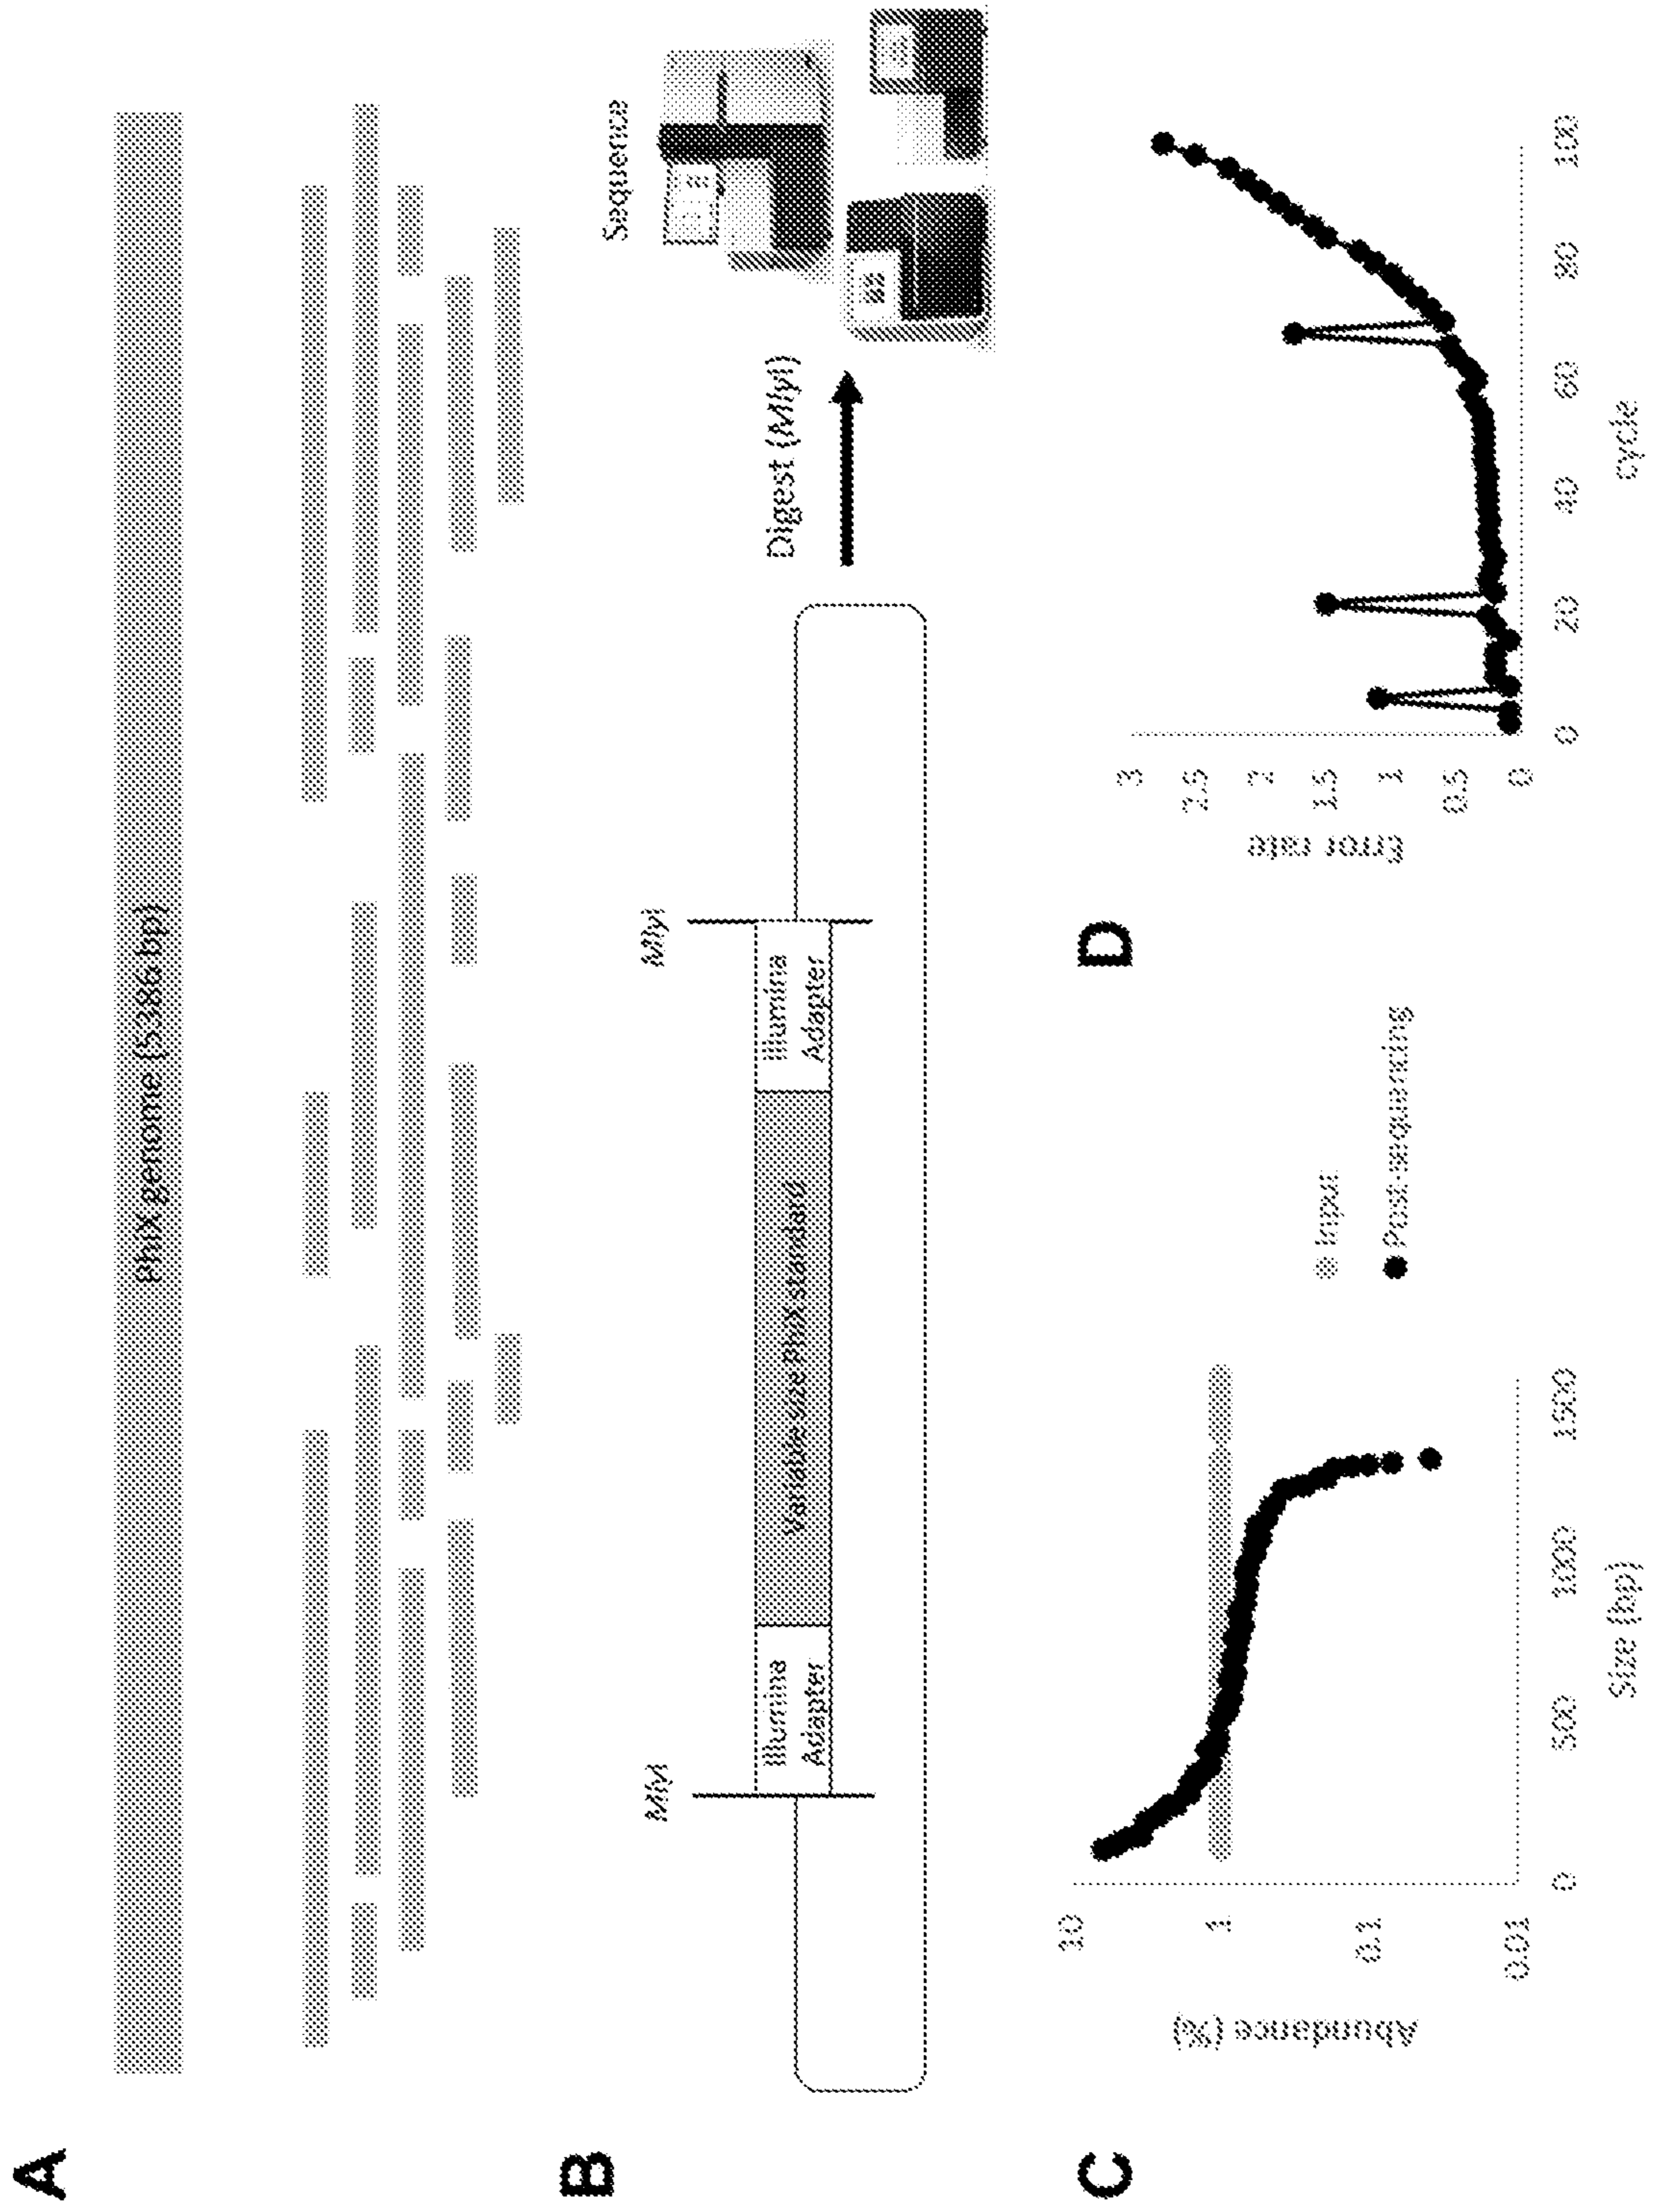 A
PhiX genome (5386 bp)
B
MlyI
MlyI
Illumina
Adapter
Variable size PhiX standard
Illumina
Adapter
Digest (MlyI)
Sequence
C
Abundance (%)
10
1
0.1
0.01
0
500
1000
1500
Size (bp)
Input
Post-sequencing
D
Error rate
3
2.5
2
1.5
1
0.5
0
0
20
40
60
80
100
cycle